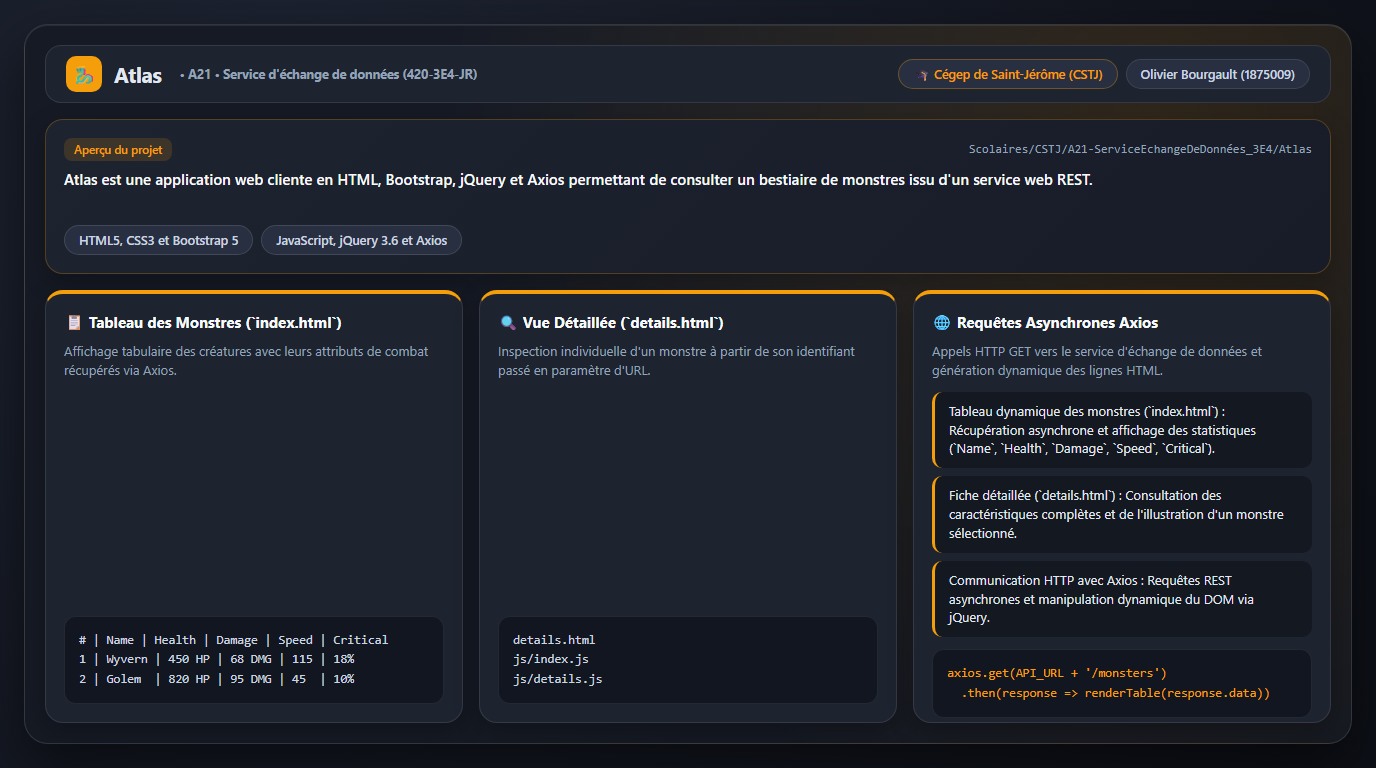 Atlas
• A21 • Service d'échange de données (420-3E4-JR)
Cégep de Saint-Jérôme (CSTJ)
Olivier Bourgault (1875009)
Aperçu du projet
Scolaires/CSTJ/A21-ServiceEchangeDeDonnées_3E4/Atlas
Atlas est une application web cliente en HTML, Bootstrap, jQuery et Axios permettant de consulter un bestiaire de monstres issu d'un service web REST.
HTML5, CSS3 et Bootstrap 5
JavaScript, jQuery 3.6 et Axios
Tableau des Monstres (`index.html`)
Affichage tabulaire des créatures avec leurs attributs de combat
récupérés via Axios.
# | Name | Health | Damage | Speed | Critical
1 | Wyvern | 450 HP | 68 DMG | 115 | 18%
2 | Golem  | 820 HP | 95 DMG | 45  | 10%
Vue Détaillée (`details.html`)
Inspection individuelle d'un monstre à partir de son identifiant
passé en paramètre d'URL.
details.html
js/index.js
js/details.js
Requêtes Asynchrones Axios
Appels HTTP GET vers le service d'échange de données et
génération dynamique des lignes HTML.
Tableau dynamique des monstres (`index.html`) :
Récupération asynchrone et affichage des statistiques
(`Name`, `Health`, `Damage`, `Speed`, `Critical`).
Fiche détaillée (`details.html`) : Consultation des
caractéristiques complètes et de l'illustration d'un monstre
sélectionné.
Communication HTTP avec Axios : Requêtes REST
asynchrones et manipulation dynamique du DOM via
jQuery.
axios.get(API_URL + '/monsters')
.then(response => renderTable(response.data))